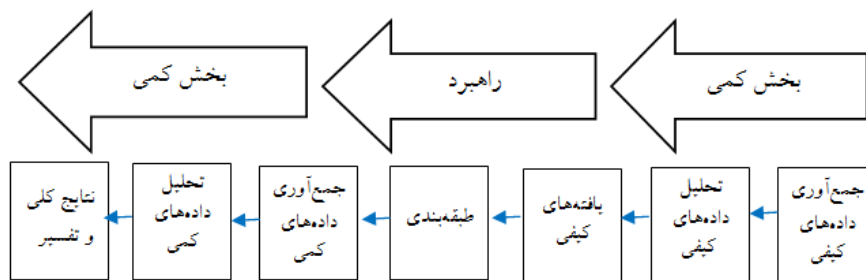 بخش کمی
راهبرد
بخش کمی
جمع‌آوری
داده‌های
کیفی
تحلیل
داده‌های
کیفی
یافته‌های
کیفی
طبقه‌بندی
جمع‌آوری
داده‌های
کمی
تحلیل
داده‌های
کمی
نتایج کلی
و تفسیر